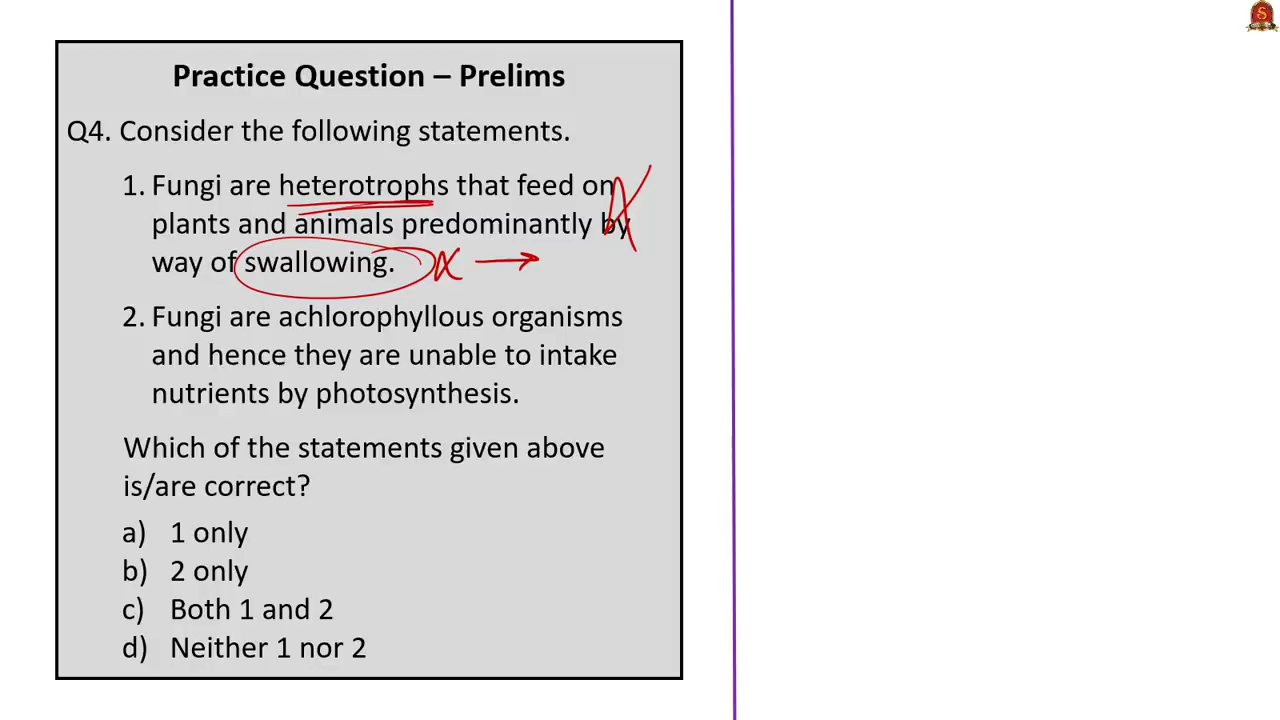 Practice Question – Prelims
Q4. Consider the following statements.
1. Fungi are heterotrophs that feed on
plants and animals predominantly by
way of swallowing.
2. Fungi are achlorophyllous organisms
and hence they are unable to intake
nutrients by photosynthesis.
Which of the statements given above
is/are correct?
a) 1 only
b) 2 only
c) Both 1 and 2
d) Neither 1 nor 2